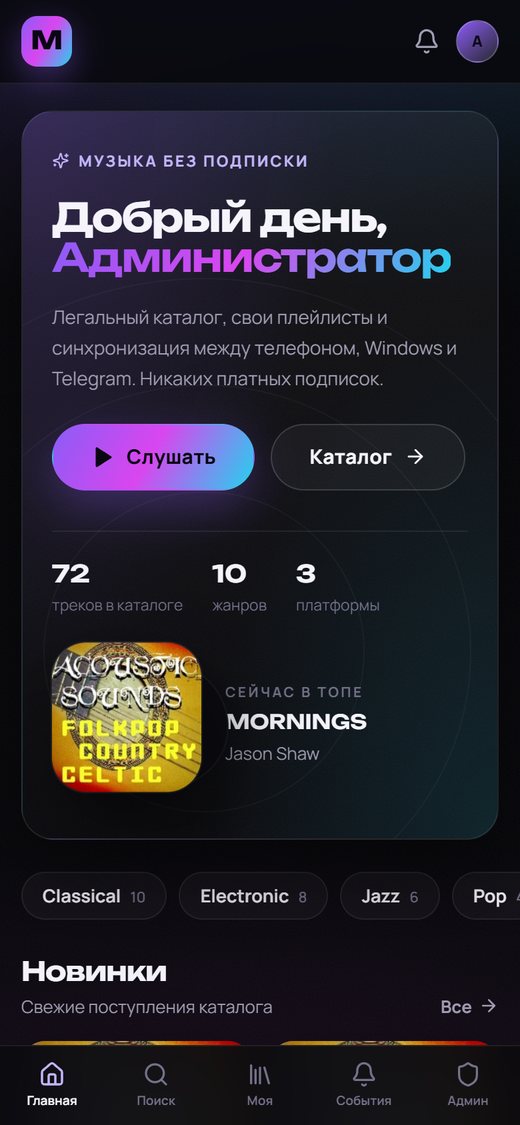 M
A
МУЗЫКА БЕЗ ПОДПИСКИ
Добрый день,
Администратор
Легальный каталог, свои плейлисты и
синхронизация между телефоном, Windows и
Telegram. Никаких платных подписок.
Слушать
Каталог
72
треков в каталоге
10
жанров
3
платформы
ACOUSTIC
SOUNDS
FOLKPOP
COUNTRY
CELTIC
СЕЙЧАС В ТОПЕ
MORNINGS
Jason Shaw
Classical 10
Electronic 8
Jazz 6
Pop
Новинки
Свежие поступления каталога
Все
Главная
Поиск
Моя
События
Админ